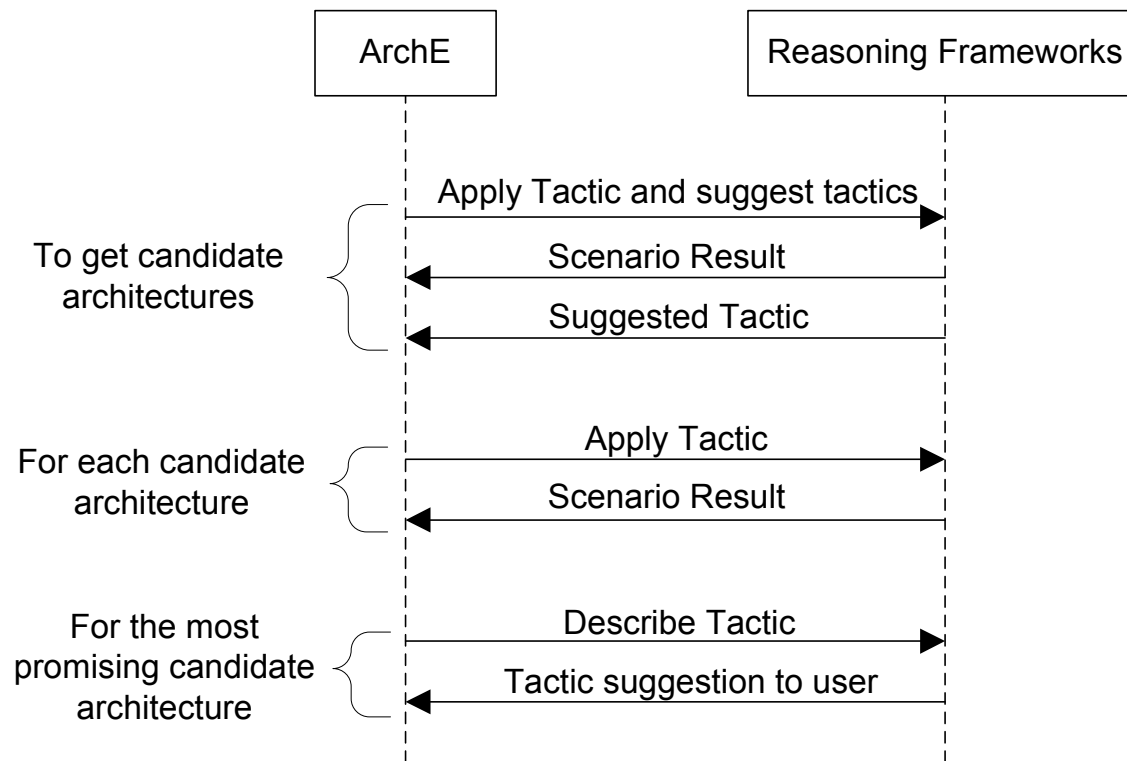 ArchE
Reasoning Frameworks
Apply Tactic and suggest tactics
To get candidate
architectures
Scenario Result
Suggested Tactic
For each candidate
architecture
Apply Tactic
Scenario Result
For the most
promising candidate
architecture
Describe Tactic
Tactic suggestion to user